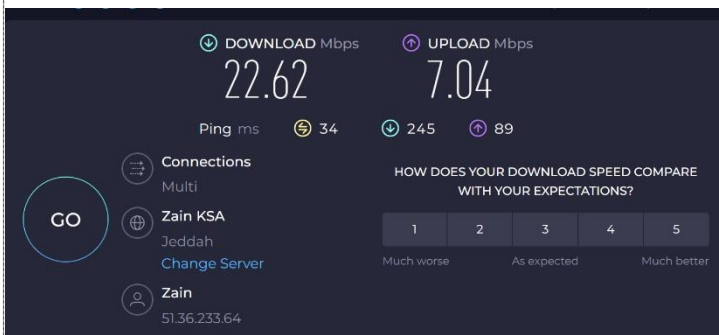 DOWNLOAD Mbps
22.62
UPLOAD Mbps
7.04
Ping ms 34 245 89
Connections
Multi
Zain KSA
Jeddah
Change Server
Zain
51.36.233.64
GO
HOW DOES YOUR DOWNLOAD SPEED COMPARE
WITH YOUR EXPECTATIONS?
1 2 3 4 5
Much worse As expected Much better